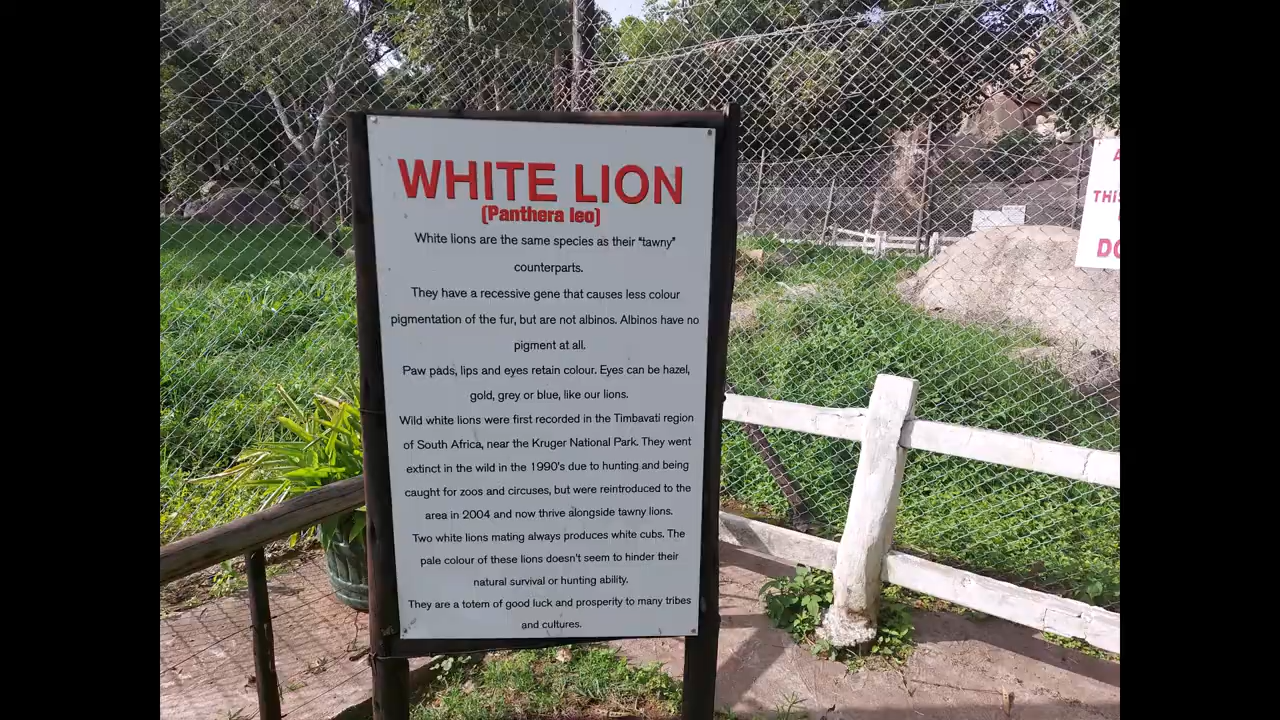 WHITE LION
(Panthera leo)
White lions are the same species as their "tawny"
counterparts.
They have a recessive gene that causes less colour
pigmentation of the fur, but are not albinos. Albinos have no
pigment at all.
Paw pads, lips and eyes retain colour. Eyes can be hazel,
gold, grey or blue, like our lions.
Wild white lions were first recorded in the Timbavati region
of South Africa, near the Kruger National Park. They went
extinct in the wild in the 1990's due to hunting and being
caught for zoos and circuses, but were reintroduced to the
area in 2004 and now thrive alongside tawny lions.
Two white lions mating always produces white cubs. The
pale colour of these lions doesn't seem to hinder their
natural survival or hunting ability.
They are a totem of good luck and prosperity to many tribes
and cultures.